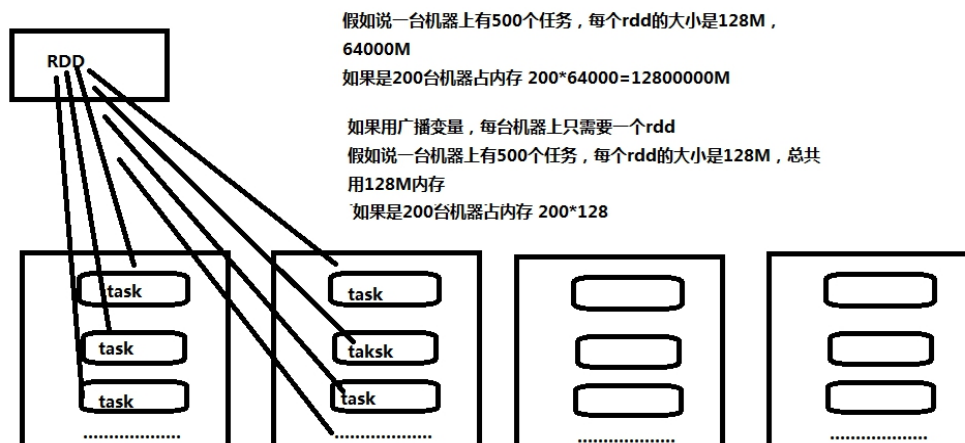 假如说一台机器上有500个任务，每个rdd的大小是128M，
64000M
如果是200台机器占内存 200*64000=12800000M
RDD
如果用广播变量，每台机器上只需要一个rdd
假如说一台机器上有500个任务，每个rdd的大小是128M，总共
用128M内存
如果是200台机器占内存 200*128
task
task
task
task
taksk
task